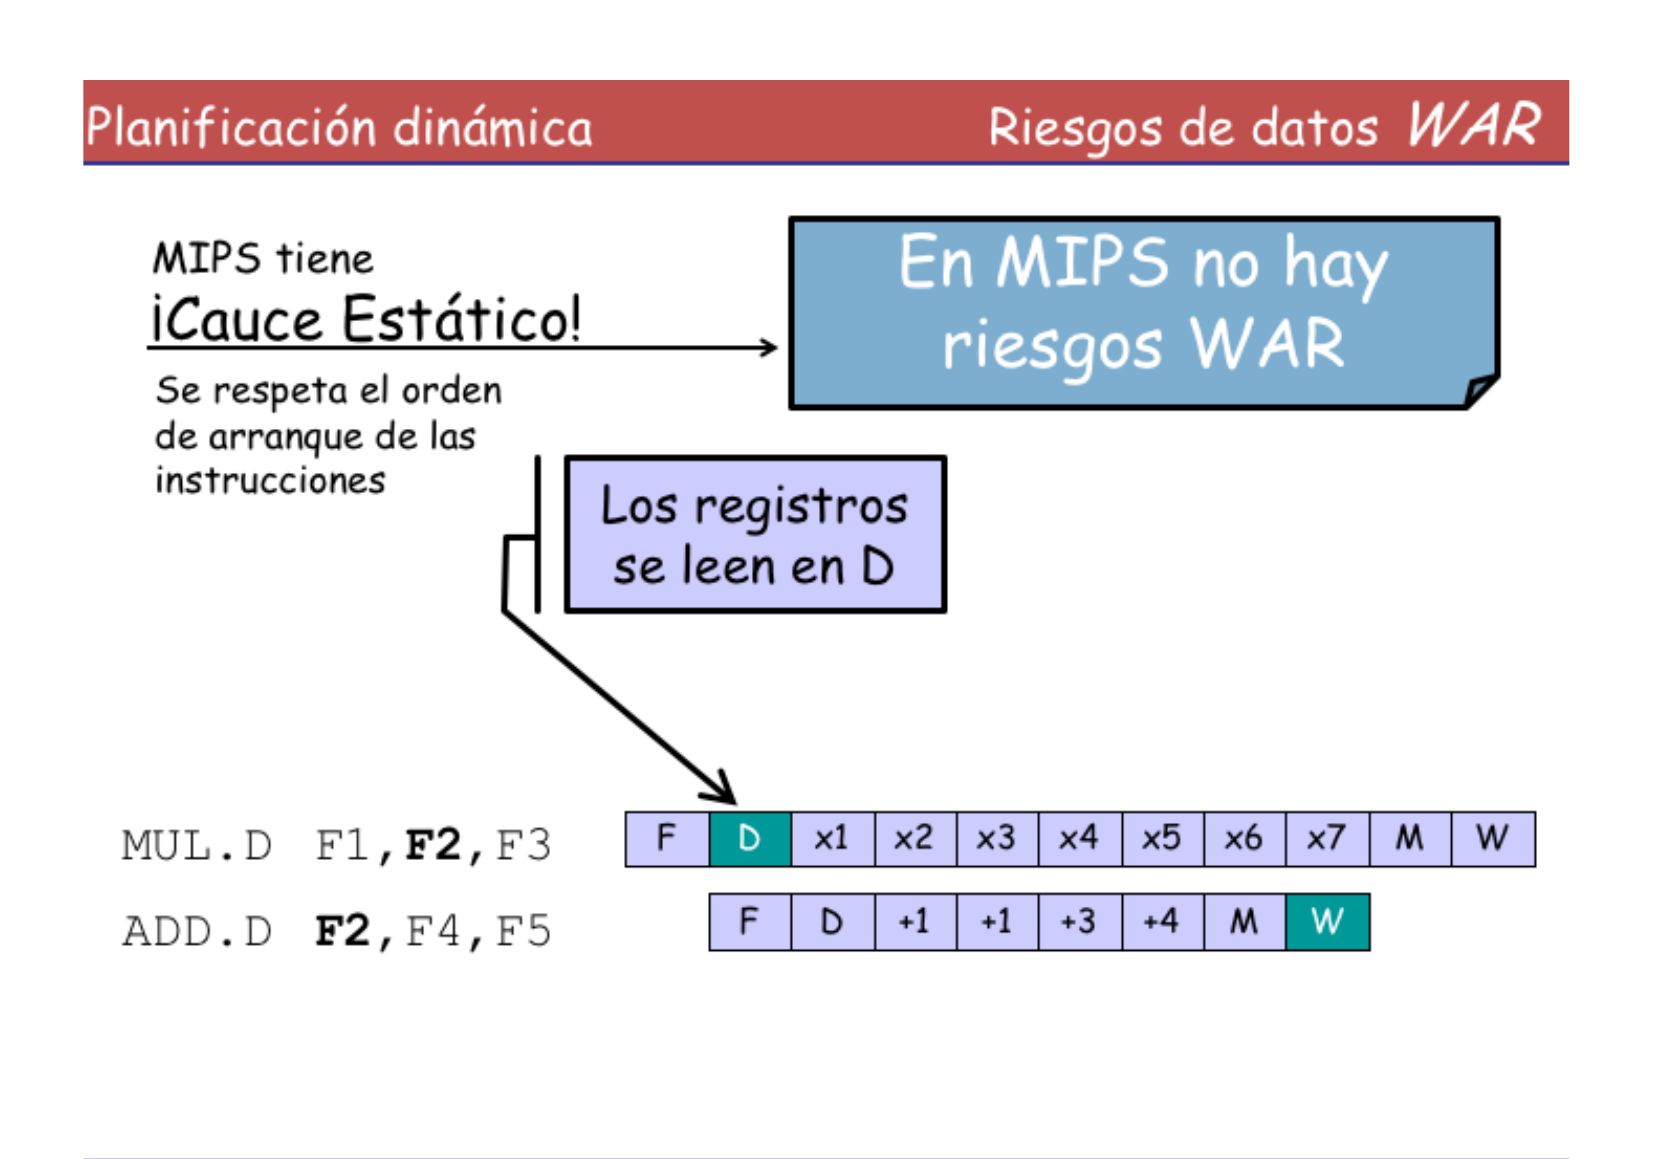 Planificación dinámica Riesgos de datos WAR
MIPS tiene
¡Cauce Estático!
Se respeta el orden
de arranque de las
instrucciones
En MIPS no hay
riesgos WAR
Los registros
se leen en D
MUL.D F1,F2,F3 F D x1 x2 x3 x4 x5 x6 x7 M W
ADD.D F2,F4,F5 F D +1 +1 +3 +4 M W